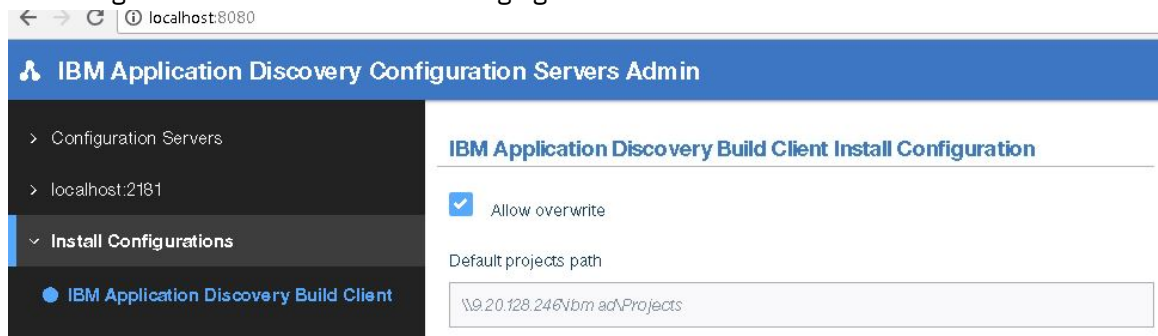 localhost:8080
IBM Application Discovery Configuration Servers Admin
> Configuration Servers
> localhost:2181
Install Configurations
IBM Application Discovery Build Client
IBM Application Discovery Build Client Install Configuration
Allow overwrite
Default projects path
\\9.20.128.246\ibm ad\Projects